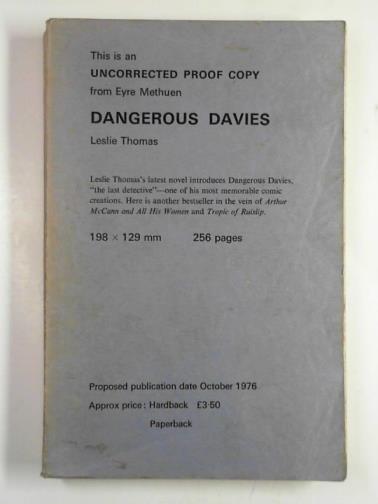 This is an
UNCORRECTED PROOF COPY
from Eyre Methuen
DANGEROUS DAVIES
Leslie Thomas
Leslie Thomas's latest novel introduces Dangerous Davies,
"the last detective"—one of his most memorable comic
creations. Here is another bestseller in the vein of Arthur
McCann and All His Women and Tropic of Ruislip.
198 × 129 mm 256 pages
Proposed publication date October 1976
Approx price: Hardback £3·50
Paperback